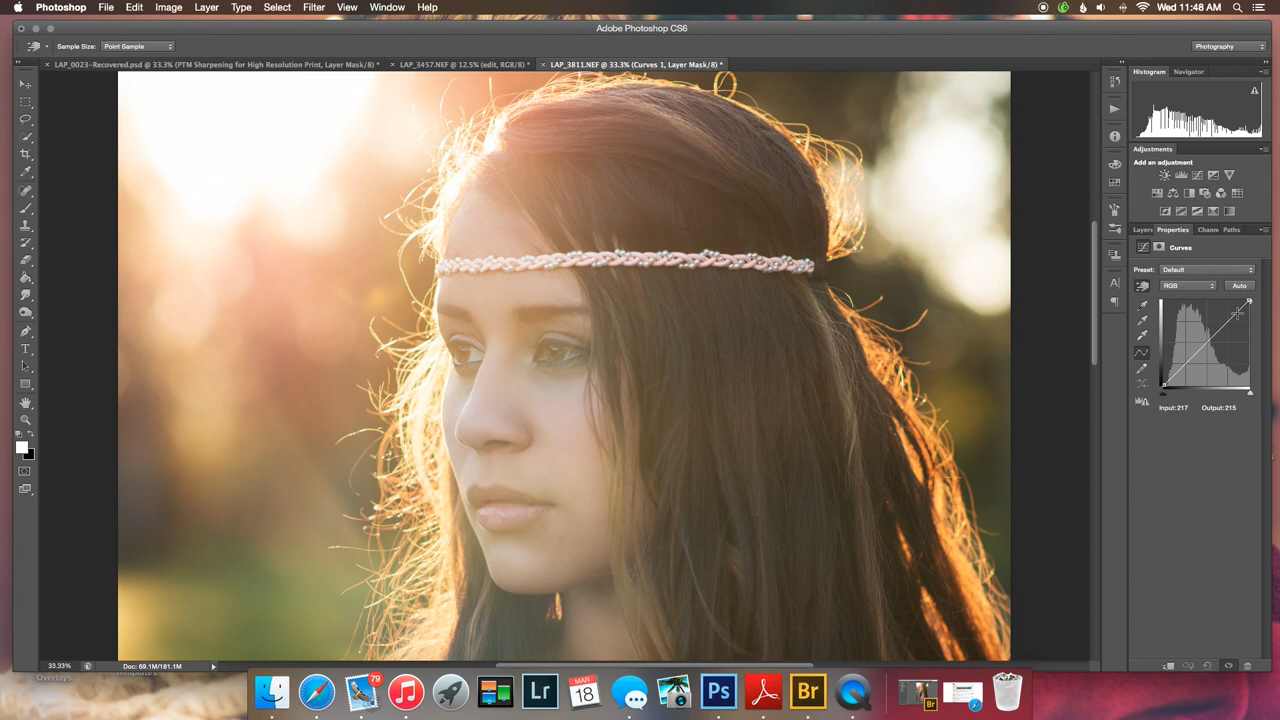 Photoshop File Edit Image Layer Type Select Filter View Window Help Wed 11:48 AM
Adobe Photoshop CS6
Sample Size: Point Sample Photography
LAP_0023-Recovered.psd @ 33.3% (PTM Sharpening for High Resolution Print, Layer Mask/8) * LAP_3457.NEF @ 12.5% (edit, RGB/8) * LAP_3811.NEF @ 33.3% (Curves 1, Layer Mask/8) *
Histogram Navigator
Adjustments
Add an adjustment
Layers Properties Chann Paths
Curves
Preset: Default
RGB Auto
Input: 217 Output: 215
33.33% Doc: 69.1M/181.1M
Overlays
79
Lr
MAR
18
Ps
Br
Br